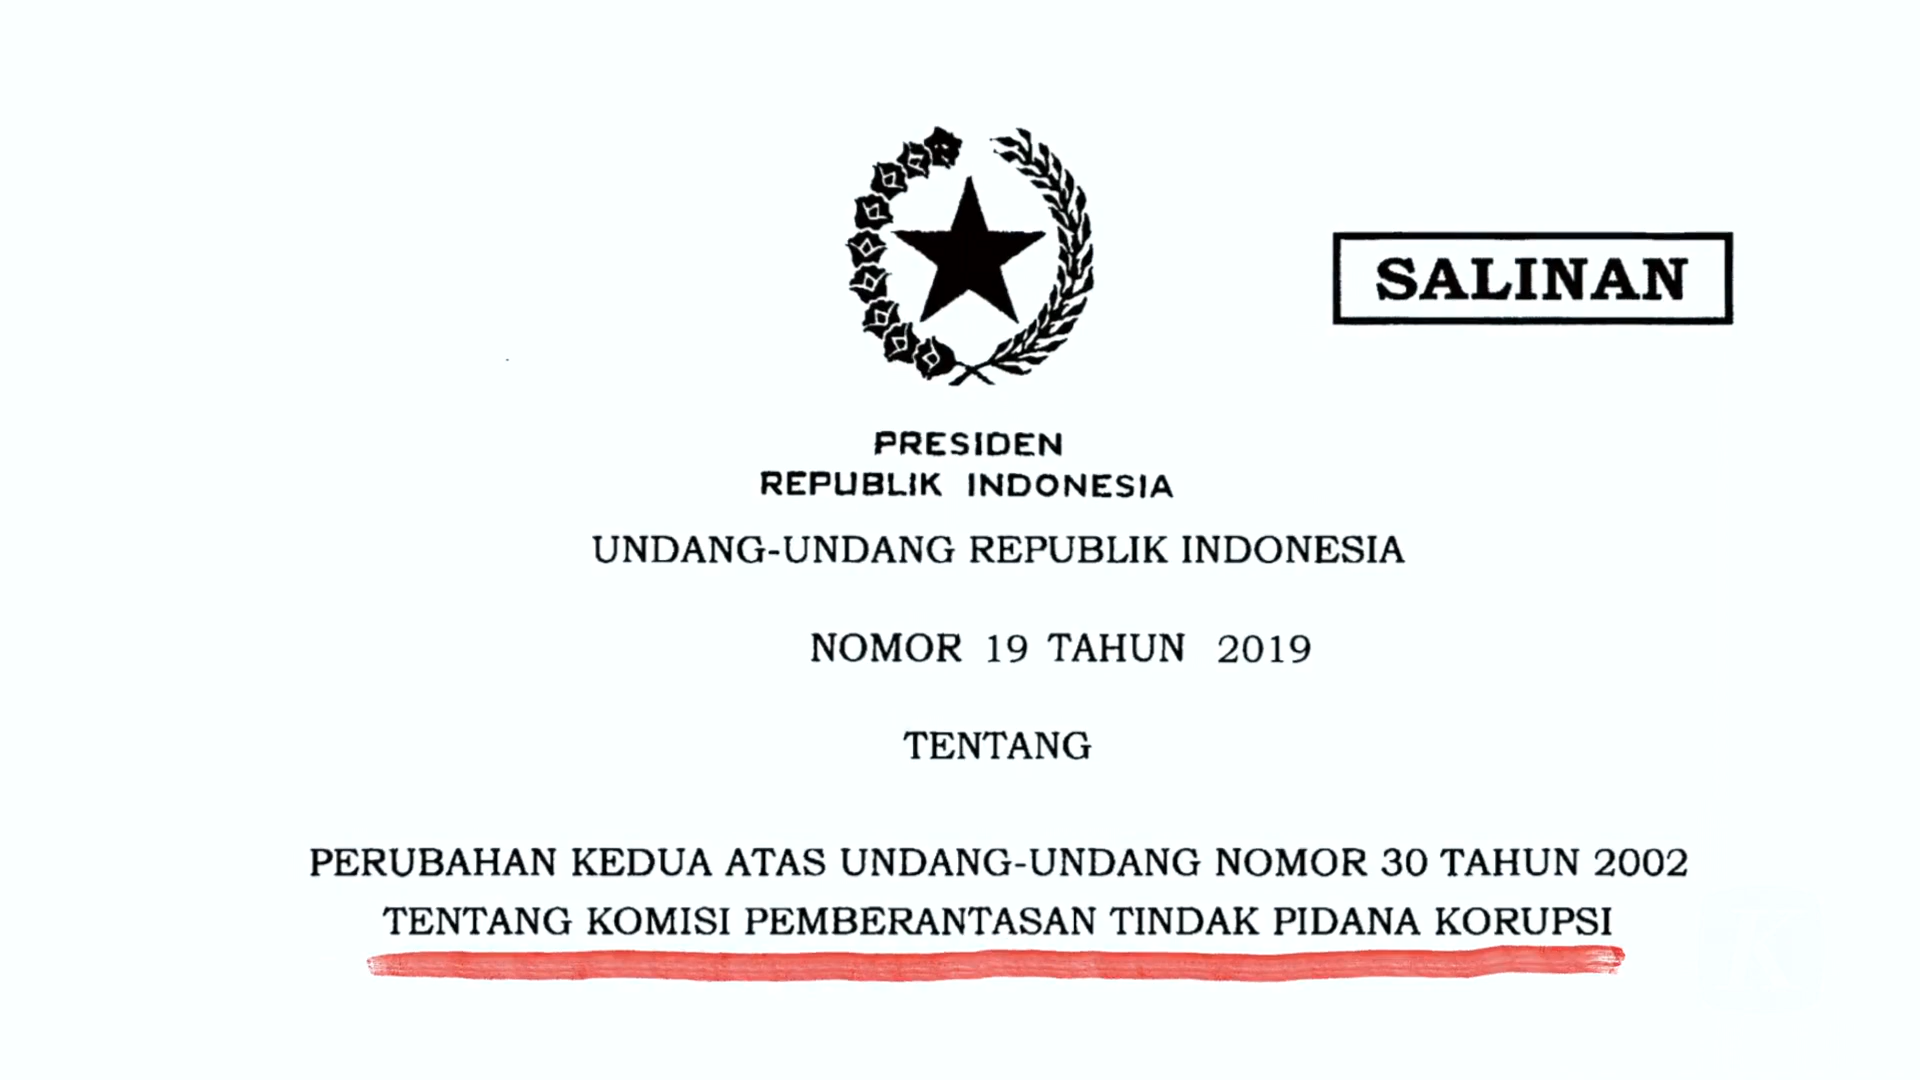 SALINAN
PRESIDEN
REPUBLIK INDONESIA
UNDANG-UNDANG REPUBLIK INDONESIA
NOMOR 19 TAHUN 2019
TENTANG
PERUBAHAN KEDUA ATAS UNDANG-UNDANG NOMOR 30 TAHUN 2002
TENTANG KOMISI PEMBERANTASAN TINDAK PIDANA KORUPSI